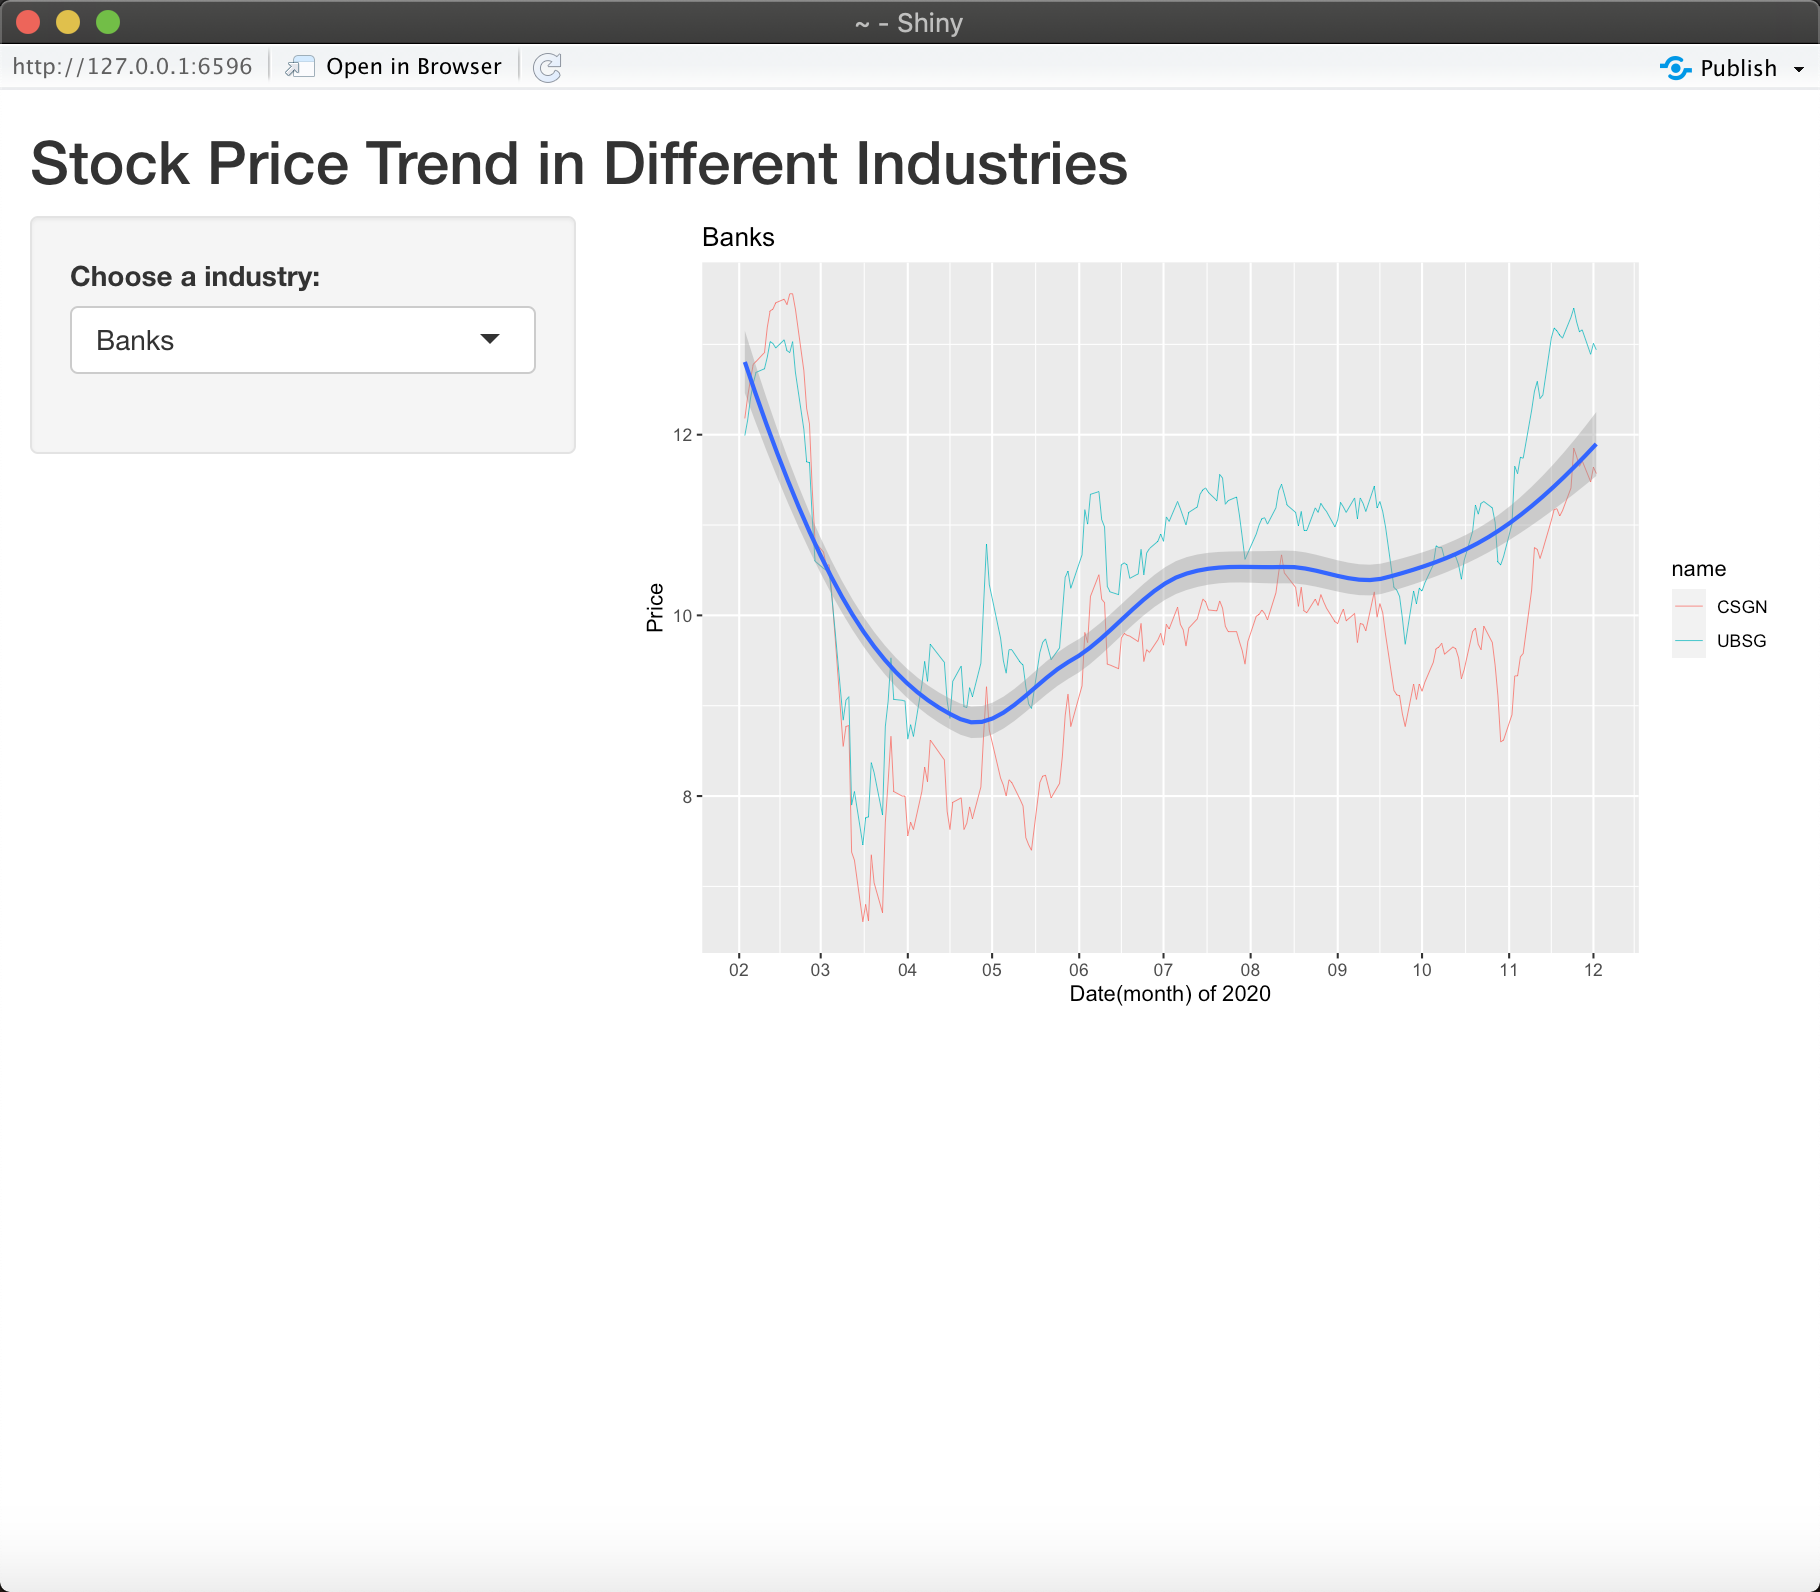 ~ - Shiny
http://127.0.0.1:6596 Open in Browser Publish
Stock Price Trend in Different Industries
Choose a industry:
Banks
Banks
12
10
8
Price
02 03 04 05 06 07 08 09 10 11 12
Date(month) of 2020
name
CSGN
UBSG